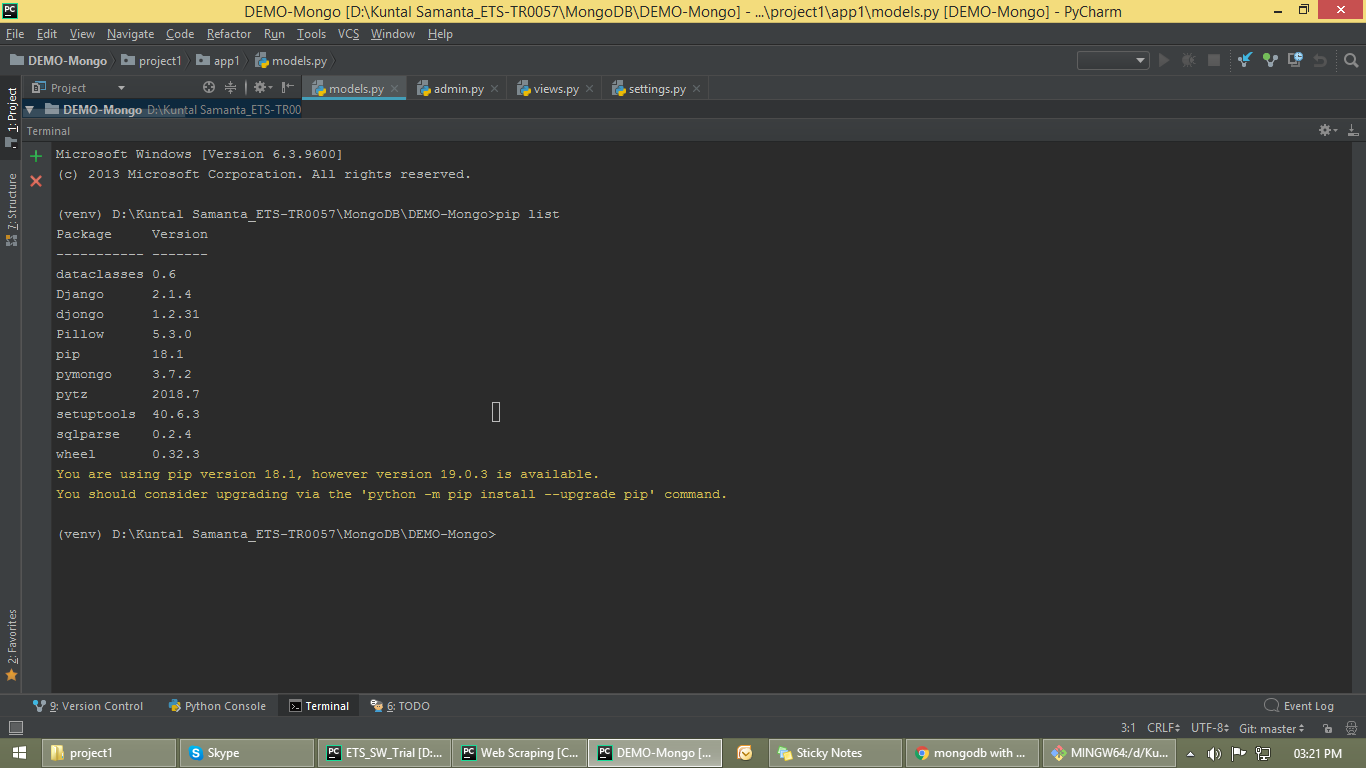 DEMO-Mongo [D:\Kuntal Samanta_ETS-TR0057\MongoDB\DEMO-Mongo] - ...\project1\app1\models.py [DEMO-Mongo] - PyCharm
File Edit View Navigate Code Refactor Run Tools VCS Window Help
DEMO-Mongo project1 app1 models.py
Project models.py admin.py views.py settings.py
1: Project
DEMO-Mongo D:\Kuntal Samanta_ETS-TR00
Terminal
Microsoft Windows [Version 6.3.9600]
(c) 2013 Microsoft Corporation. All rights reserved.
7: Structure
(venv) D:\Kuntal Samanta_ETS-TR0057\MongoDB\DEMO-Mongo>pip list
Package     Version
----------- -------
dataclasses 0.6
Django      2.1.4
djongo      1.2.31
Pillow      5.3.0
pip         18.1
pymongo     3.7.2
pytz        2018.7
setuptools  40.6.3
sqlparse    0.2.4
wheel       0.32.3
You are using pip version 18.1, however version 19.0.3 is available.
You should consider upgrading via the 'python -m pip install --upgrade pip' command.
(venv) D:\Kuntal Samanta_ETS-TR0057\MongoDB\DEMO-Mongo>
2: Favorites
9: Version Control Python Console Terminal 6: TODO Event Log
3:1 CRLF UTF-8 Git: master
project1 Skype ETS_SW_Trial [D:... Web Scraping [C... DEMO-Mongo [... Sticky Notes mongodb with ... MINGW64:/d/Ku... 03:21 PM